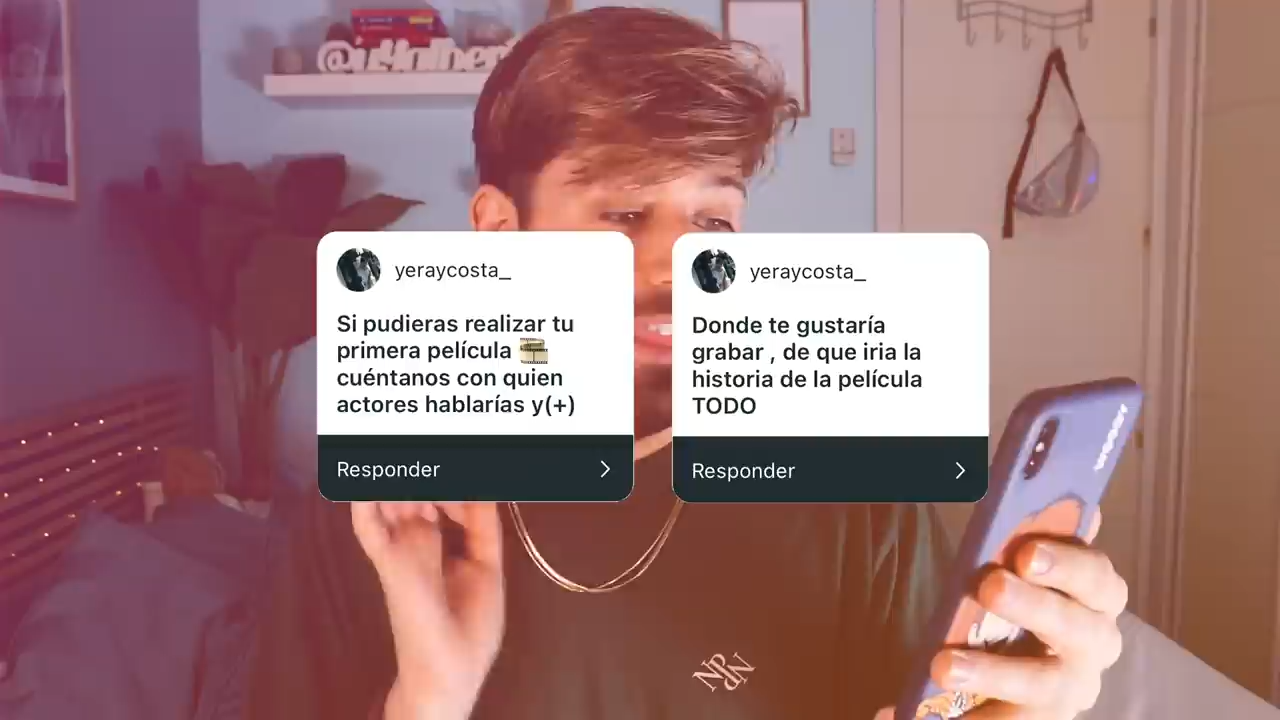 yeraycosta_
Si pudieras realizar tu
primera película 🎞️
cuéntanos con quien
actores hablarías y(+)
Responder
yeraycosta_
Donde te gustaría
grabar , de que iria la
historia de la película
TODO
Responder